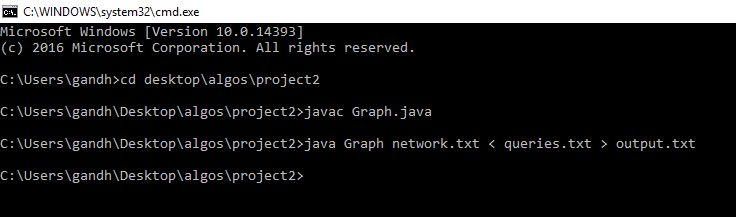 C:\WINDOWS\system32\cmd.exe
Microsoft Windows [Version 10.0.14393]
(c) 2016 Microsoft Corporation. All rights reserved.
C:\Users\gandh>cd desktop\algos\project2
C:\Users\gandh\Desktop\algos\project2>javac Graph.java
C:\Users\gandh\Desktop\algos\project2>java Graph network.txt < queries.txt > output.txt
C:\Users\gandh\Desktop\algos\project2>